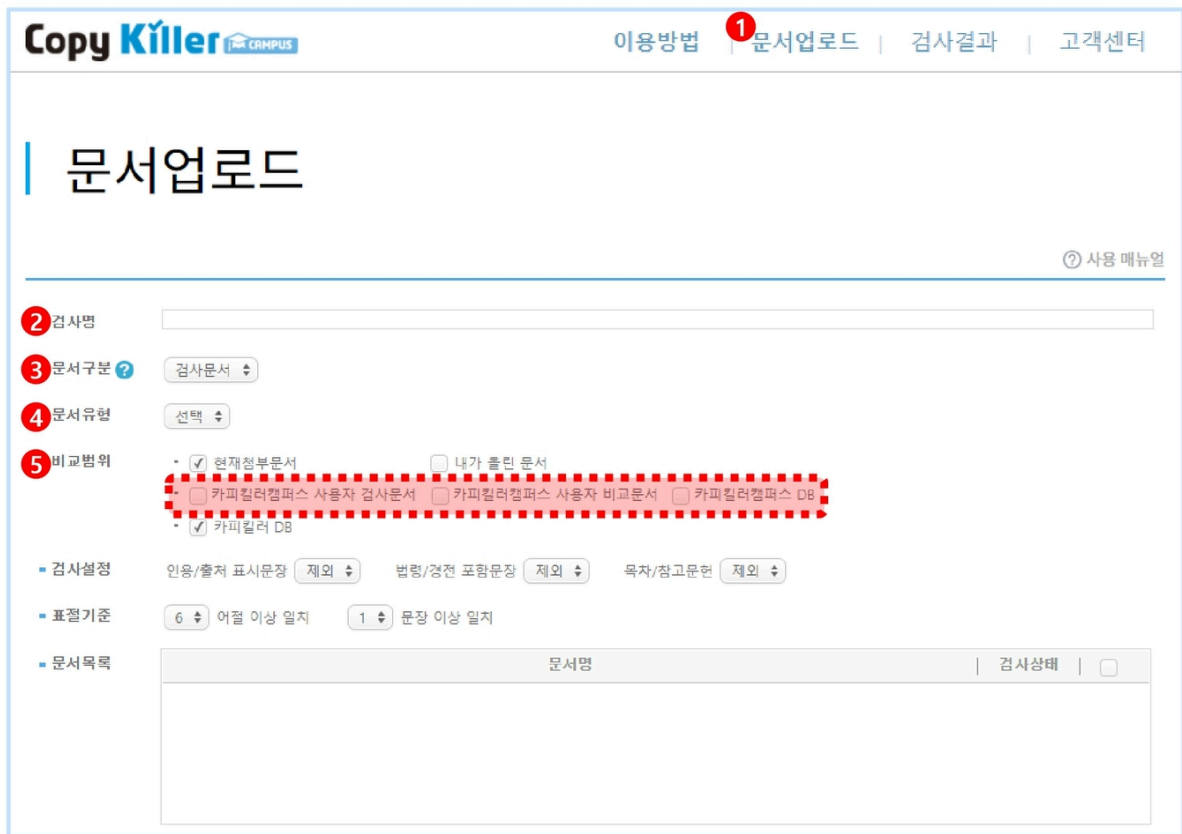 Copy Killer CAMPUS
이용방법 | 1 문서업로드 | 검사결과 | 고객센터
문서업로드
? 사용 매뉴얼
2 검사명
3 문서구분 ? 검사문서
4 문서유형 선택
5 비교범위 - 현재첨부문서 내가 올린 문서
- 카피킬러캠퍼스 사용자 검사문서 카피킬러캠퍼스 사용자 비교문서 카피킬러캠퍼스 DB
- 카피킬러 DB
검사설정 인용/출처 표시문장 제외 법령/경전 포함문장 제외 목차/참고문헌 제외
표절기준 6 어절 이상 일치 1 문장 이상 일치
문서목록 문서명 | 검사상태 |